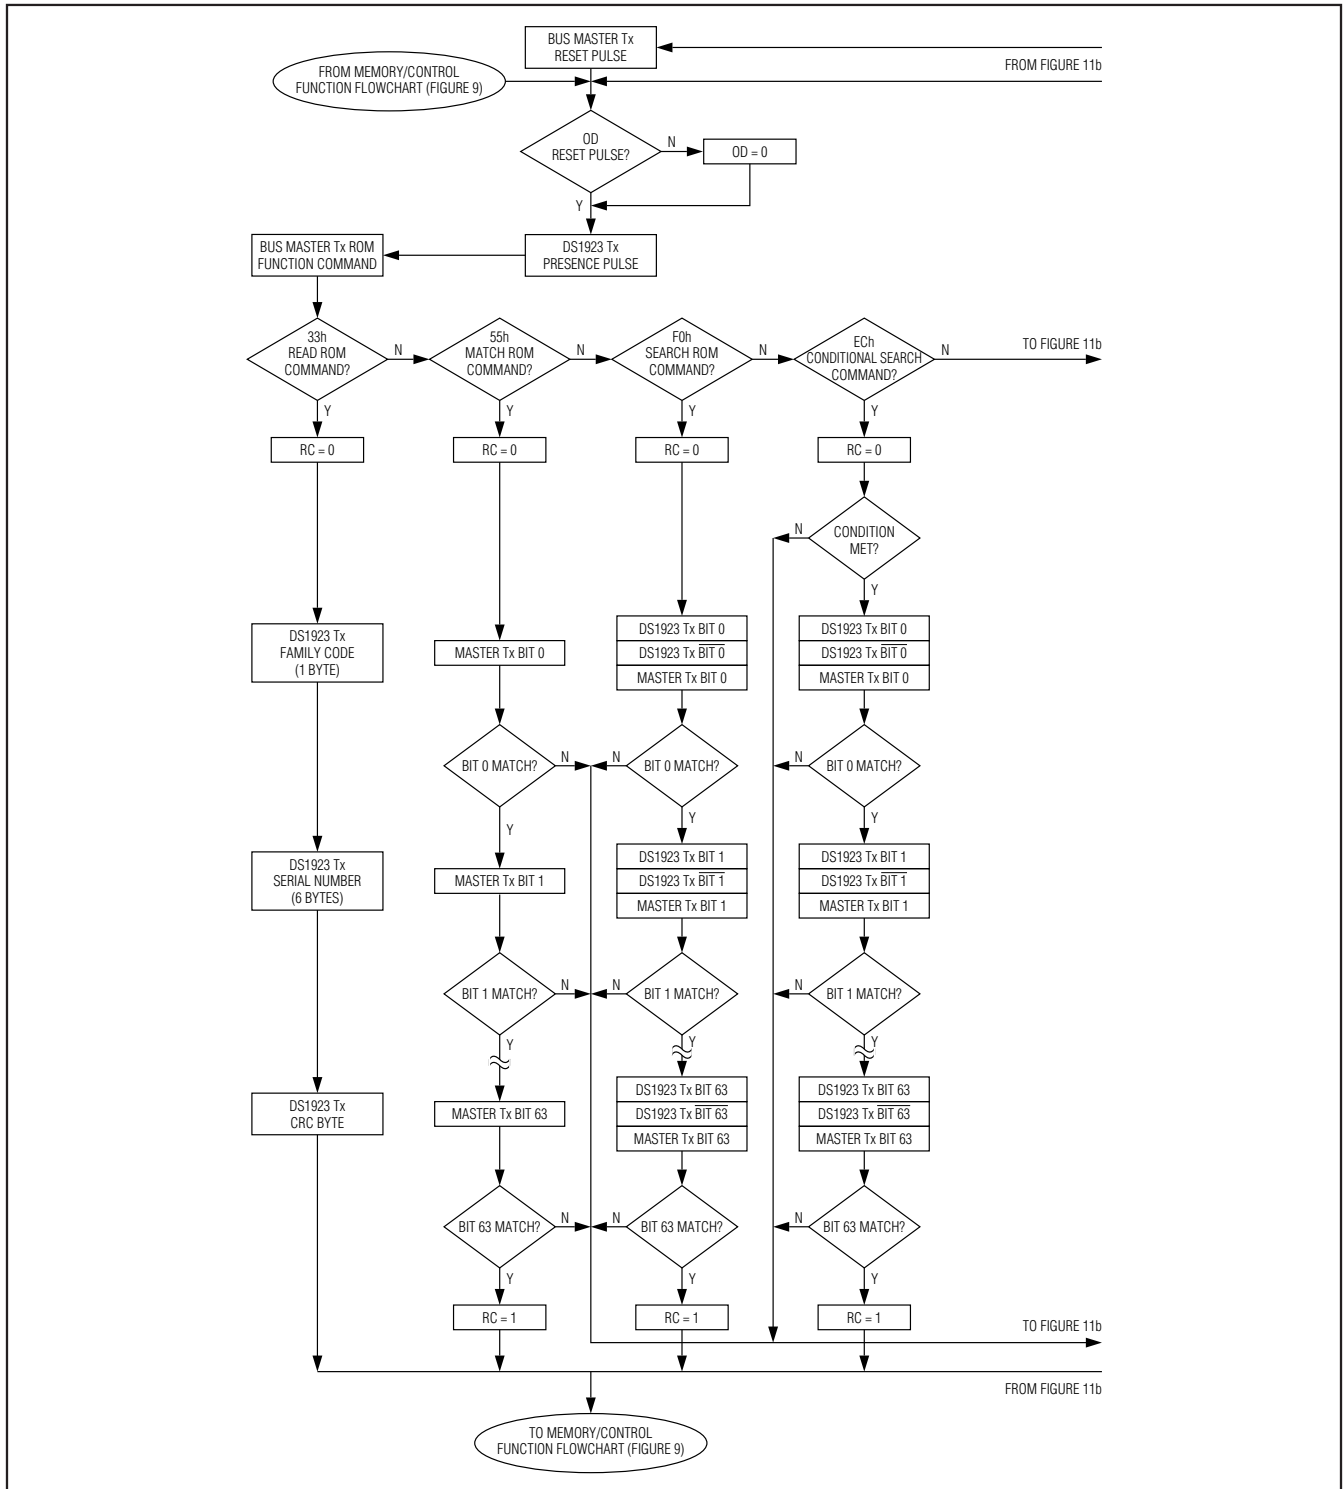 BUS MASTER Tx
RESET PULSE
FROM FIGURE 11b
FROM MEMORY/CONTROL
FUNCTION FLOWCHART (FIGURE 9)
OD
RESET PULSE?
N
OD = 0
Y
BUS MASTER Tx ROM
FUNCTION COMMAND
DS1923 Tx
PRESENCE PULSE
33h
READ ROM
COMMAND?
N
55h
MATCH ROM
COMMAND?
N
F0h
SEARCH ROM
COMMAND?
N
ECh
CONDITIONAL SEARCH
COMMAND?
N
TO FIGURE 11b
Y
Y
Y
Y
RC = 0
RC = 0
RC = 0
RC = 0
N
CONDITION
MET?
Y
DS1923 Tx
FAMILY CODE
(1 BYTE)
MASTER Tx BIT 0
DS1923 Tx BIT 0
DS1923 Tx BIT 0
MASTER Tx BIT 0
DS1923 Tx BIT 0
DS1923 Tx BIT 0
MASTER Tx BIT 0
BIT 0 MATCH?
N
N
BIT 0 MATCH?
N
BIT 0 MATCH?
Y
Y
Y
DS1923 Tx
SERIAL NUMBER
(6 BYTES)
MASTER Tx BIT 1
DS1923 Tx BIT 1
DS1923 Tx BIT 1
MASTER Tx BIT 1
DS1923 Tx BIT 1
DS1923 Tx BIT 1
MASTER Tx BIT 1
BIT 1 MATCH?
N
N
BIT 1 MATCH?
N
BIT 1 MATCH?
Y
Y
Y
DS1923 Tx
CRC BYTE
MASTER Tx BIT 63
DS1923 Tx BIT 63
DS1923 Tx BIT 63
MASTER Tx BIT 63
DS1923 Tx BIT 63
DS1923 Tx BIT 63
MASTER Tx BIT 63
BIT 63 MATCH?
N
N
BIT 63 MATCH?
N
BIT 63 MATCH?
Y
Y
Y
RC = 1
RC = 1
RC = 1
TO FIGURE 11b
FROM FIGURE 11b
TO MEMORY/CONTROL
FUNCTION FLOWCHART (FIGURE 9)